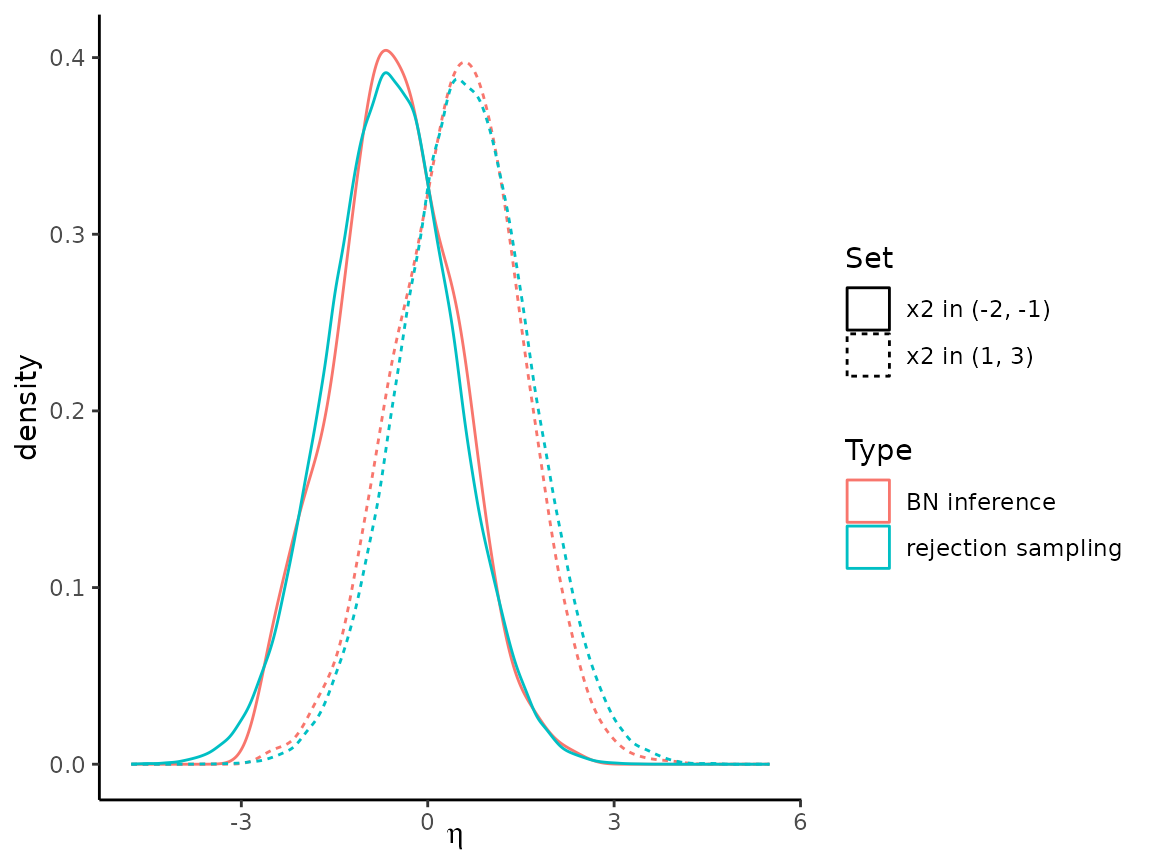 0.4
0.3
0.2
0.1
0.0
density
-3
0
3
6
η
Set
x2 in (-2, -1)
x2 in (1, 3)
Type
BN inference
rejection sampling